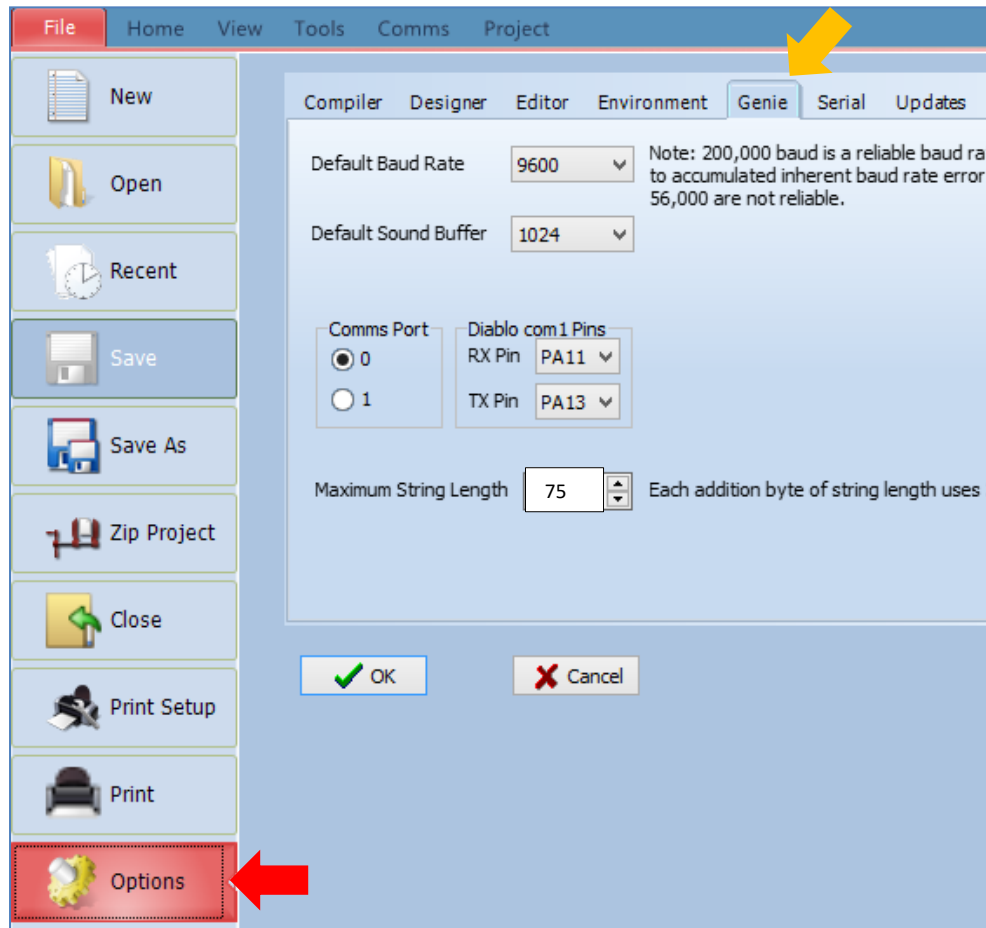 File Home View Tools Comms Project
New
Open
Recent
Save
Save As
Zip Project
Close
Print Setup
Print
Options
Compiler Designer Editor Environment Genie Serial Updates
Default Baud Rate 9600
Note: 200,000 baud is a reliable baud ra
to accumulated inherent baud rate error
56,000 are not reliable.
Default Sound Buffer 1024
Comms Port
0
1
Diablo com1 Pins
RX Pin PA11
TX Pin PA13
Maximum String Length 75 Each addition byte of string length uses
OK Cancel